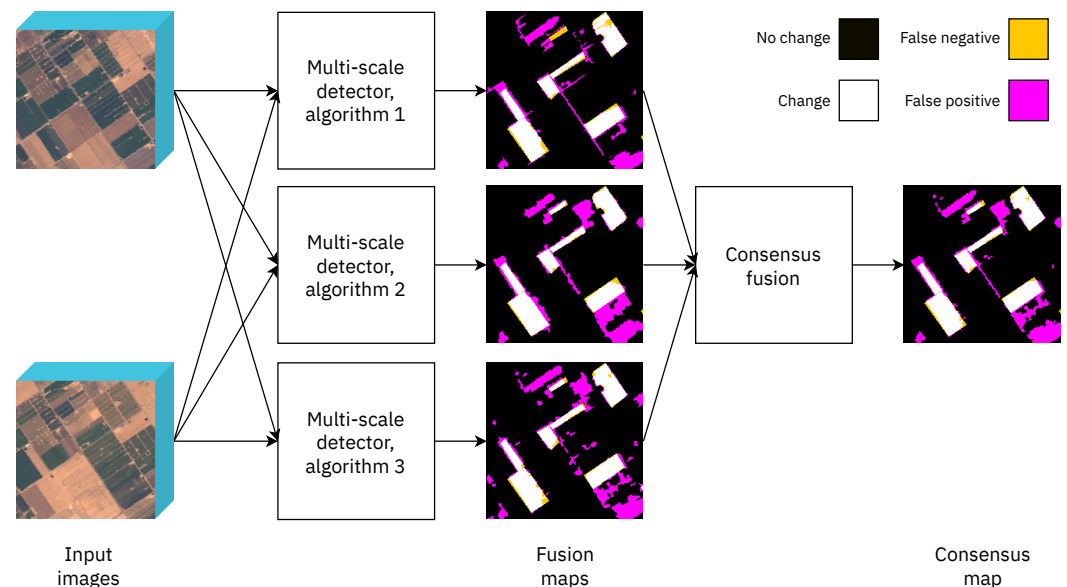 No change
False negative
Change
False positive
Multi-scale
detector,
algorithm 1
Multi-scale
detector,
algorithm 2
Consensus
fusion
Multi-scale
detector,
algorithm 3
Input
images
Fusion
maps
Consensus
map